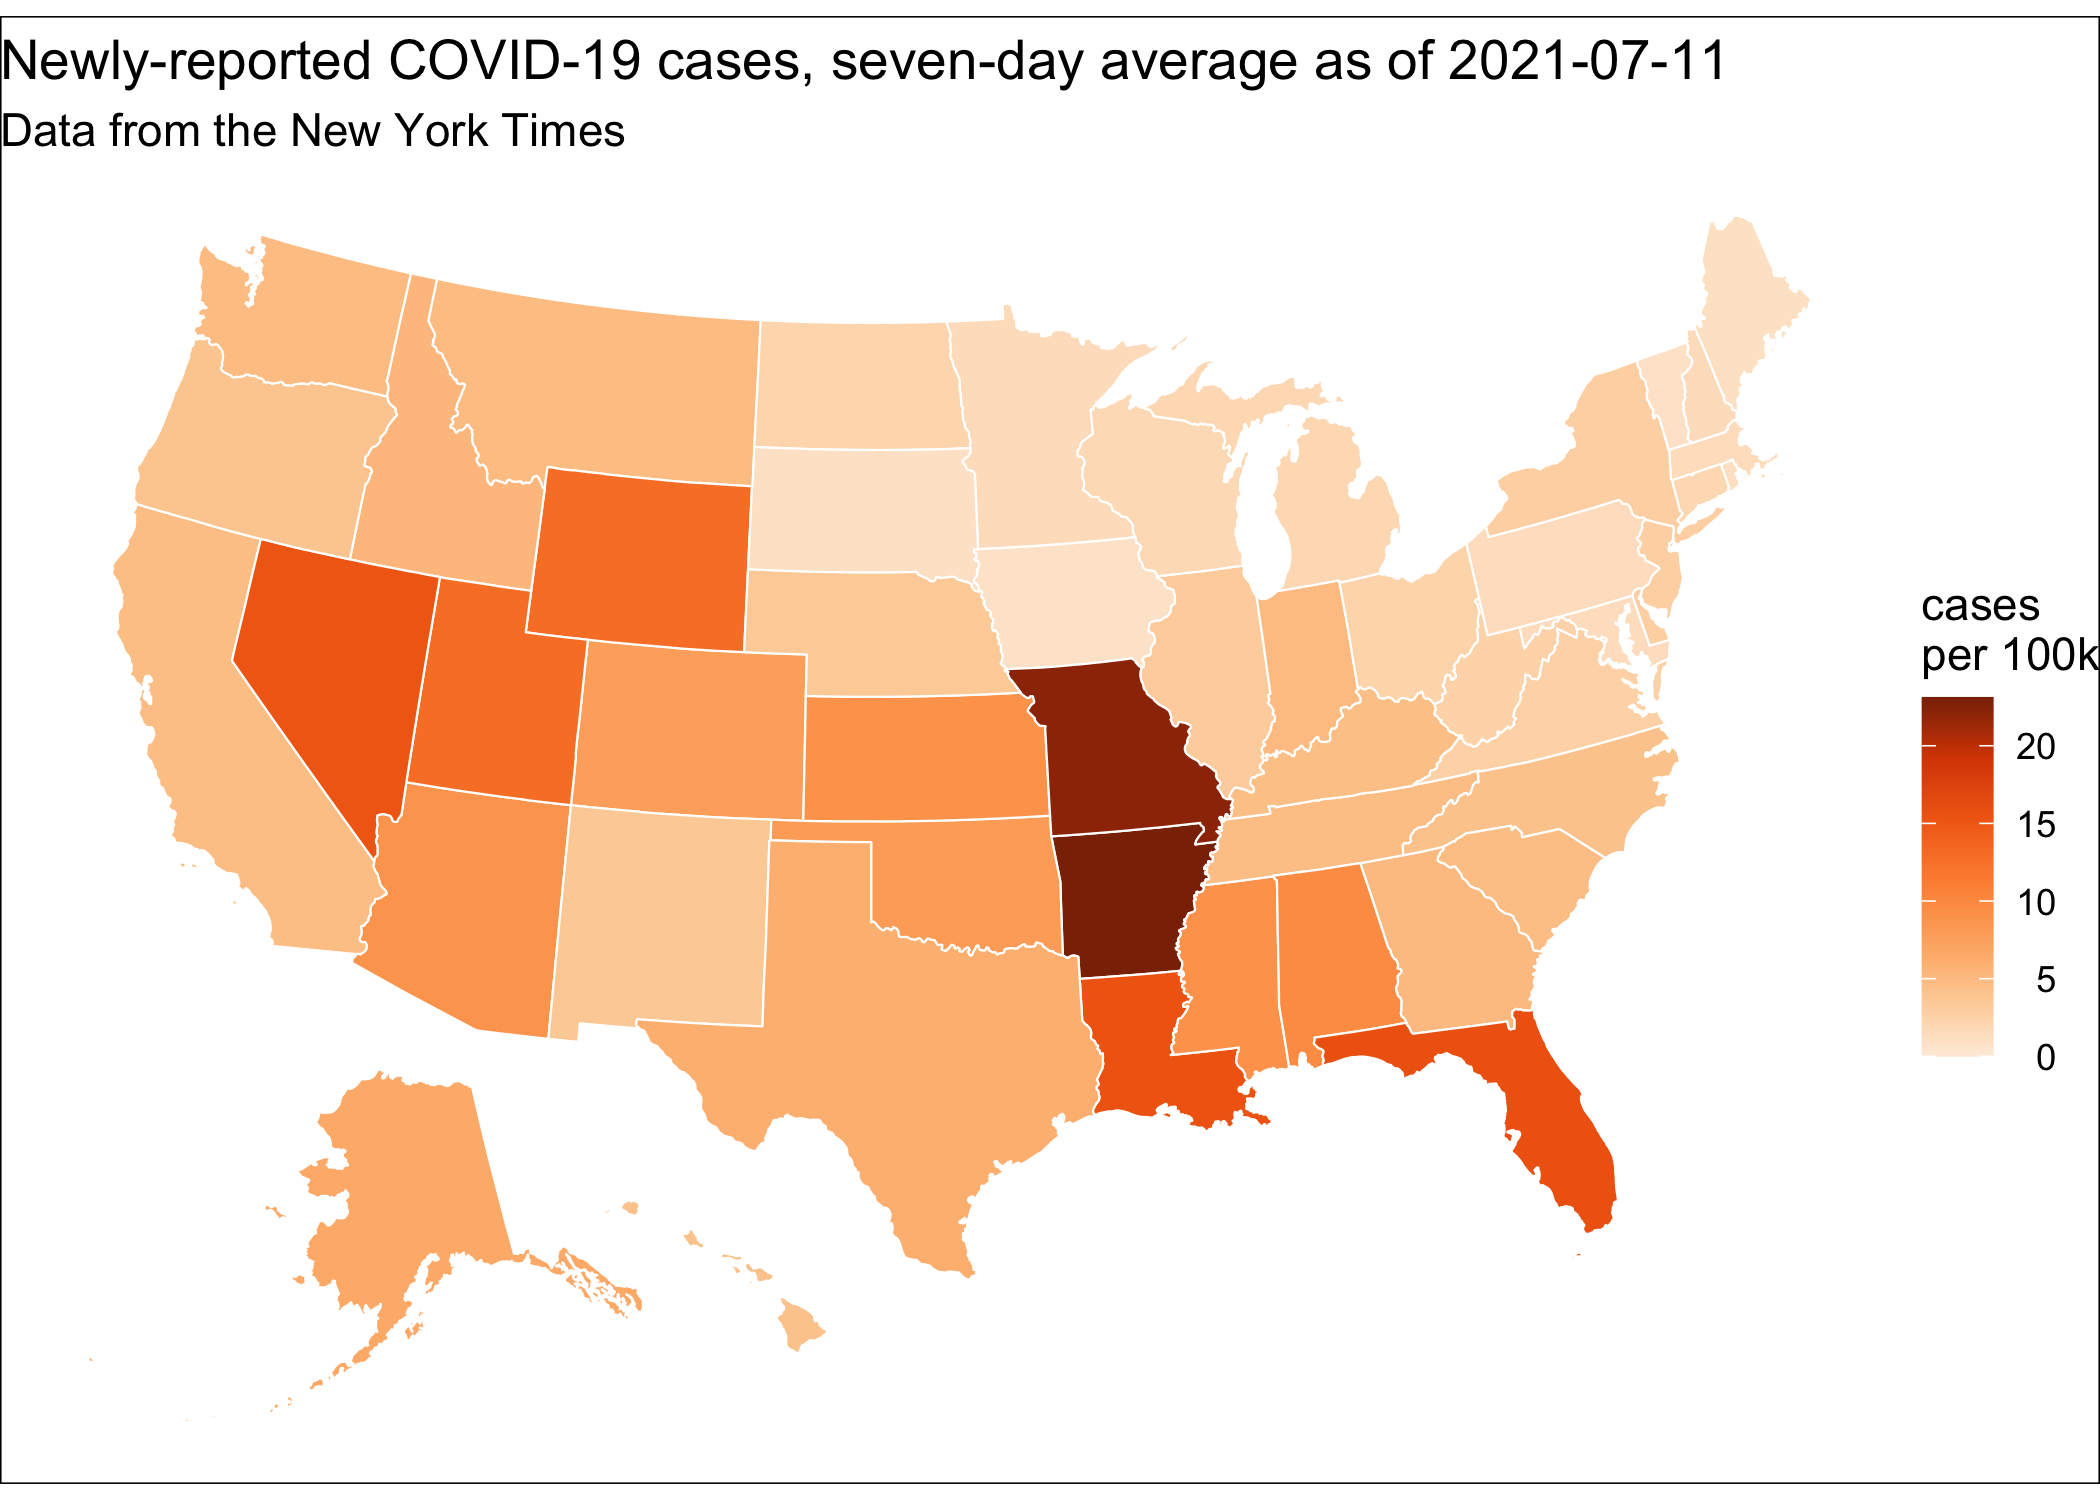 Newly-reported COVID-19 cases, seven-day average as of 2021-07-11
Data from the New York Times
cases
per 100k
20
15
10
5
0